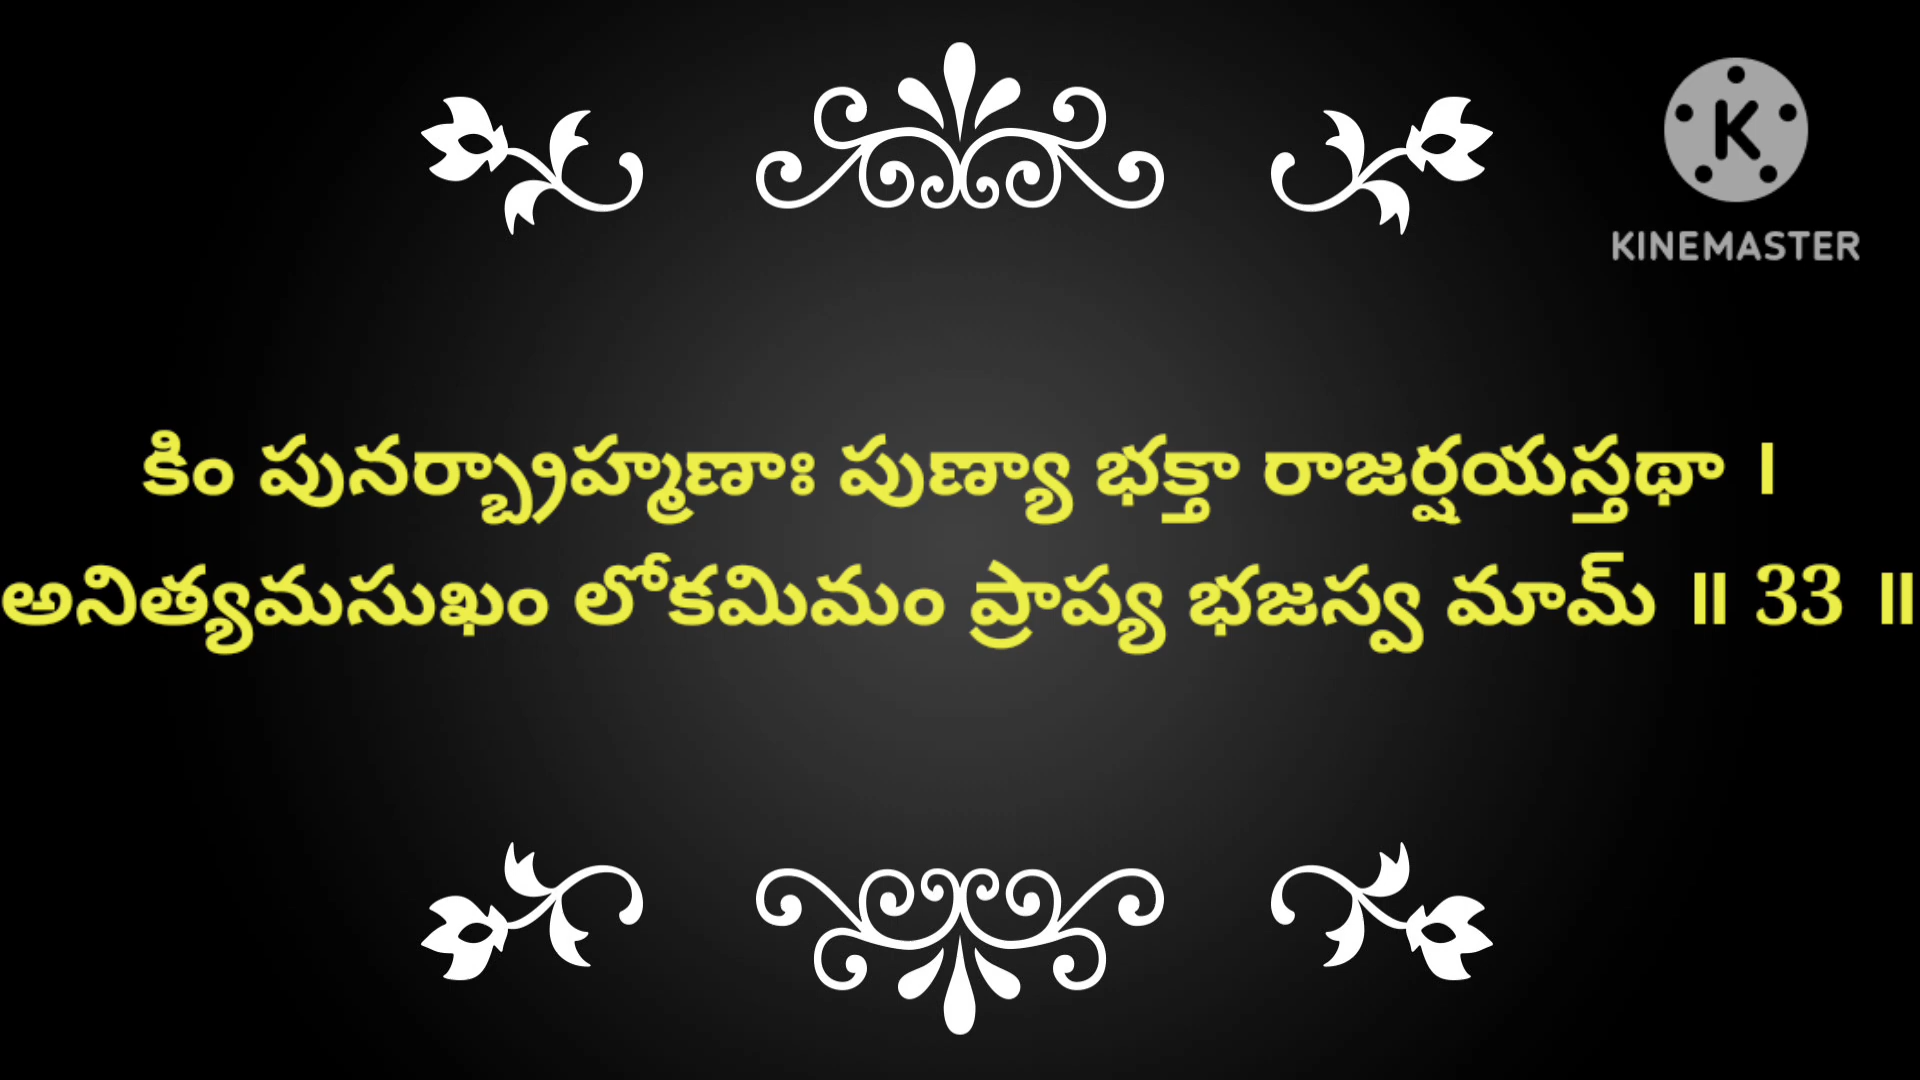 KINEMASTER
కిం పునర్బ్రాహ్మణాః పుణ్యా భక్తా రాజర్షయస్తథా ।
అనిత్యమసుఖం లోకమిమం ప్రాప్య భజస్వ మామ్ ॥ 33 ॥